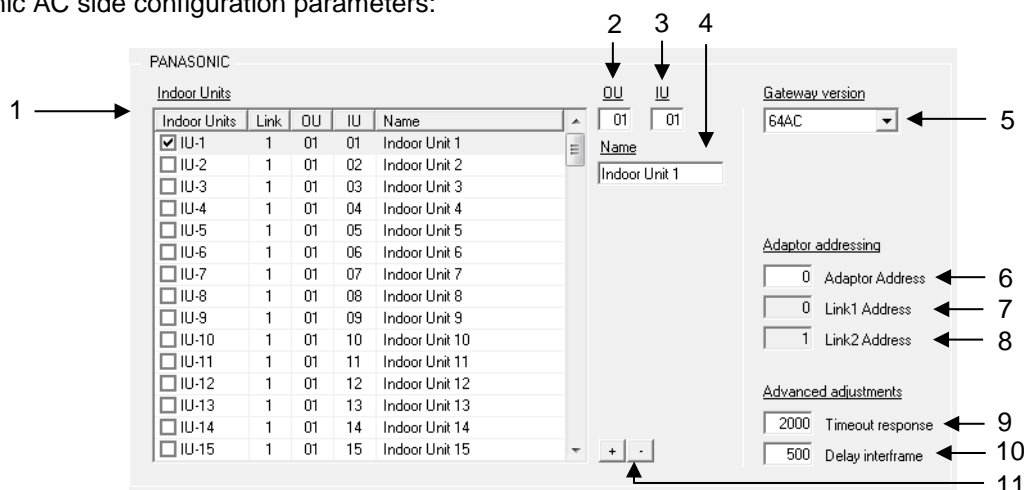 nic AC side configuration parameters:
2 3 4
PANASONIC
Indoor Units OU IU Gateway version
1
Indoor Units Link OU IU Name 01 01 64AC 5
IU-1 1 01 01 Indoor Unit 1 Name
IU-2 1 01 02 Indoor Unit 2 Indoor Unit 1
IU-3 1 01 03 Indoor Unit 3
IU-4 1 01 04 Indoor Unit 4
IU-5 1 01 05 Indoor Unit 5
IU-6 1 01 06 Indoor Unit 6 Adaptor addressing
IU-7 1 01 07 Indoor Unit 7 0 Adaptor Address 6
IU-8 1 01 08 Indoor Unit 8
IU-9 1 01 09 Indoor Unit 9 0 Link1 Address 7
IU-10 1 01 10 Indoor Unit 10 1 Link2 Address 8
IU-11 1 01 11 Indoor Unit 11
IU-12 1 01 12 Indoor Unit 12 Advanced adjustments
IU-13 1 01 13 Indoor Unit 13
IU-14 1 01 14 Indoor Unit 14 2000 Timeout response 9
IU-15 1 01 15 Indoor Unit 15 + - 500 Delay interframe 10
11